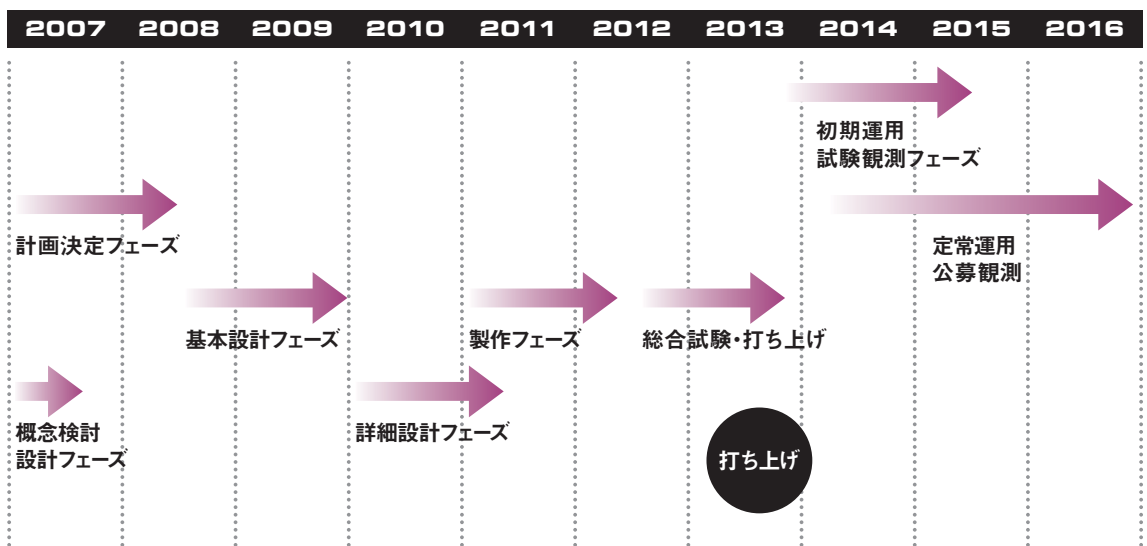 2007 2008 2009 2010 2011 2012 2013 2014 2015 2016
初期運用
試験観測フェーズ
計画決定フェーズ
定常運用
公募観測
基本設計フェーズ
製作フェーズ
総合試験・打ち上げ
概念検討
設計フェーズ
詳細設計フェーズ
打ち上げ